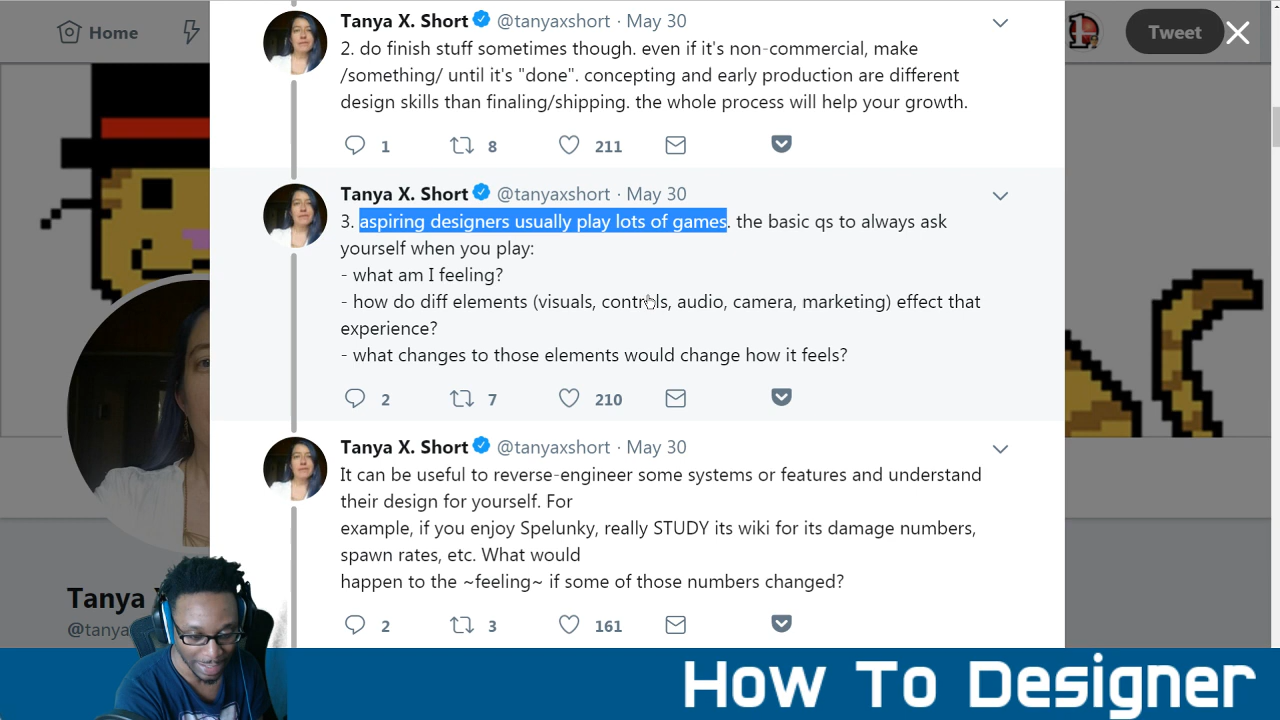 Home
Tweet
Tanya X. Short @tanyaxshort · May 30
2. do finish stuff sometimes though. even if it's non-commercial, make
/something/ until it's "done". concepting and early production are different
design skills than finaling/shipping. the whole process will help your growth.
1 8 211
Tanya X. Short @tanyaxshort · May 30
3. aspiring designers usually play lots of games. the basic qs to always ask
yourself when you play:
- what am I feeling?
- how do diff elements (visuals, controls, audio, camera, marketing) effect that
experience?
- what changes to those elements would change how it feels?
2 7 210
Tanya X. Short @tanyaxshort · May 30
It can be useful to reverse-engineer some systems or features and understand
their design for yourself. For
example, if you enjoy Spelunky, really STUDY its wiki for its damage numbers,
spawn rates, etc. What would
happen to the ~feeling~ if some of those numbers changed?
2 3 161
Tanya
@tanya
How To Designer